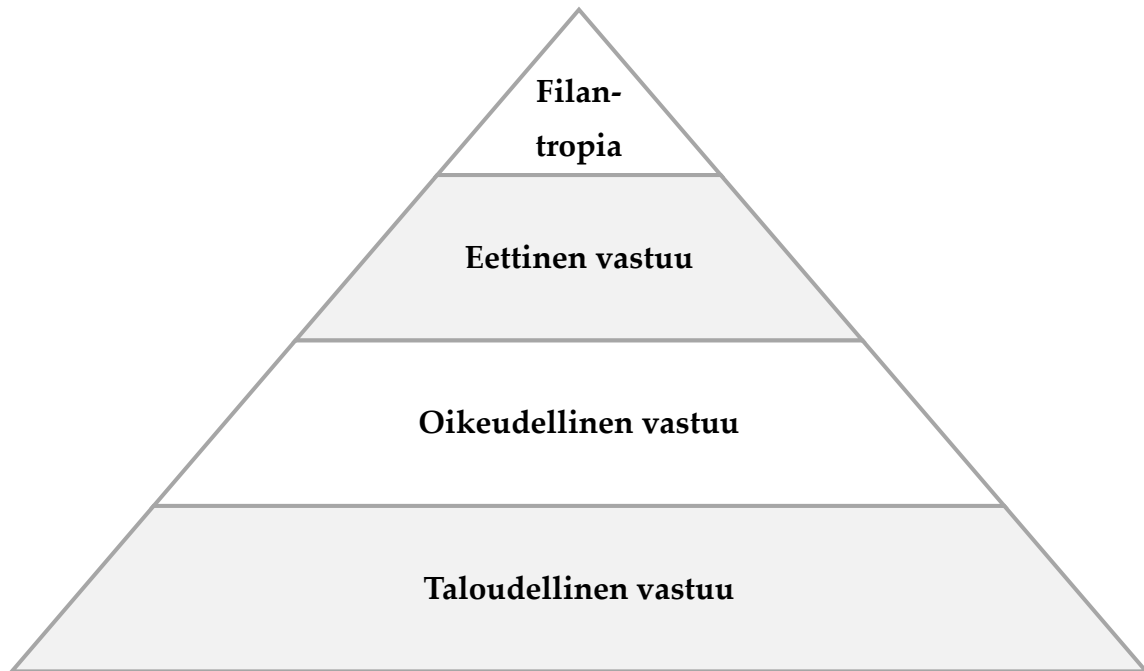 Filan-
tropia
Eettinen vastuu
Oikeudellinen vastuu
Taloudellinen vastuu